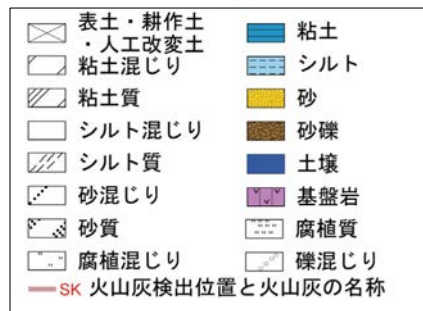 表土・耕作土
・人工改変土
粘土
粘土混じり
シルト
粘土質
砂
シルト混じり
砂礫
シルト質
土壌
砂混じり
基盤岩
砂質
腐植質
腐植混じり
礫混じり
SK 火山灰検出位置と火山灰の名称